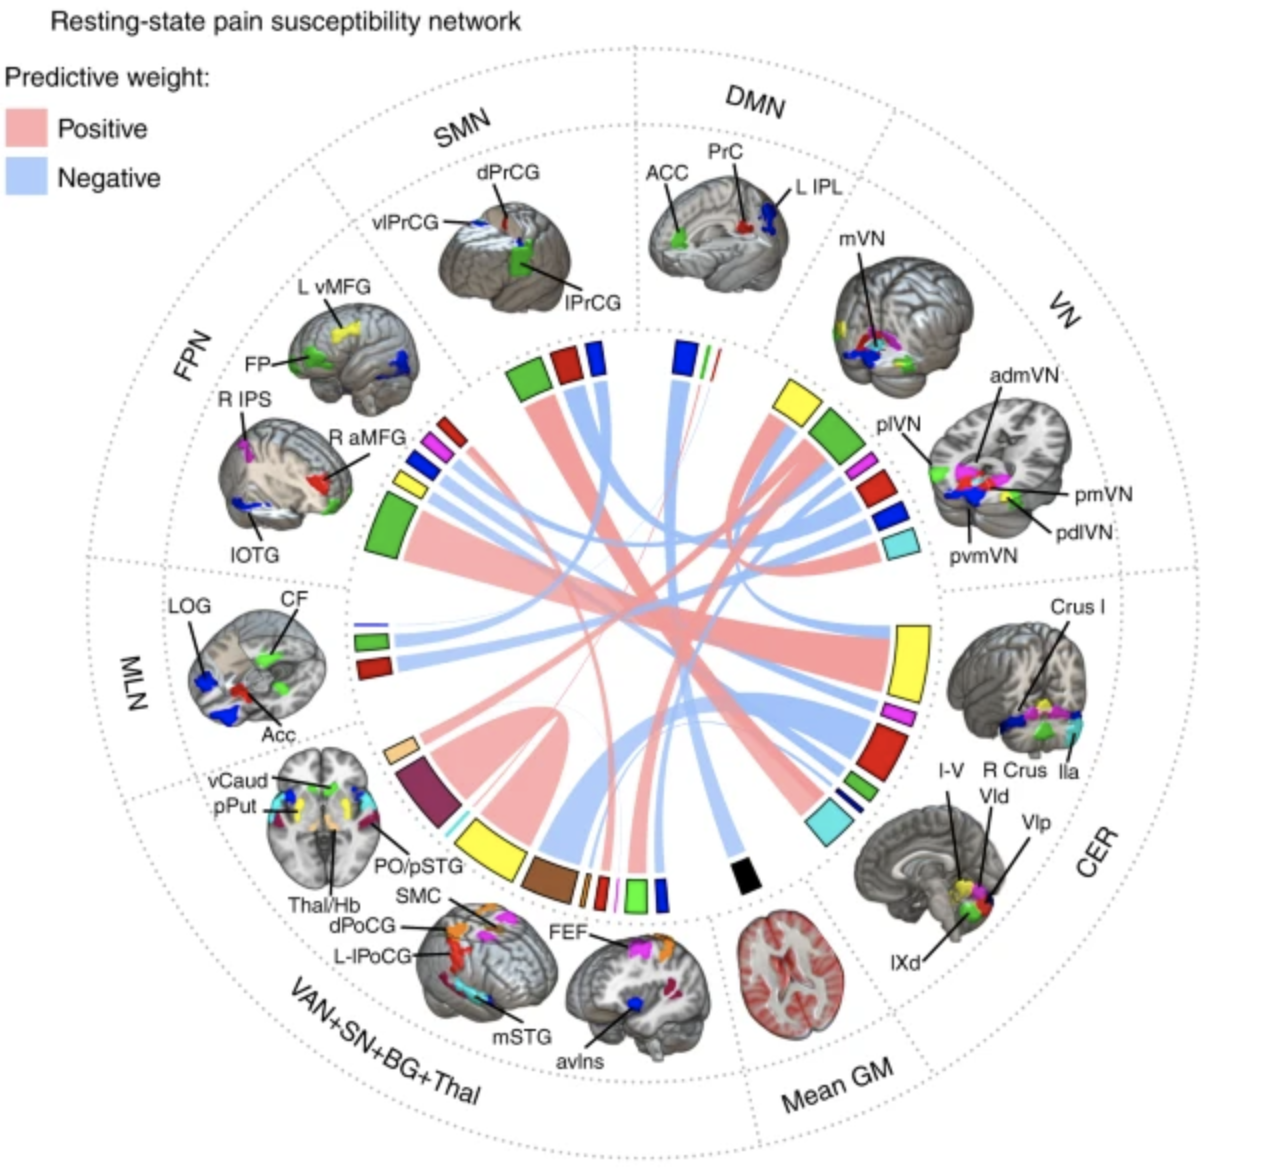 Resting-state pain susceptibility network
Predictive weight:
Positive
Negative
SMN
DMN
VN
CER
Mean GM
VAN+SN+BG+Thal
MLN
FPN
dPrCG
vlPrCG
lPrCG
ACC
PrC
L IPL
mVN
admVN
plVN
pmVN
pdlVN
pvmVN
Crus I
I-V
R Crus IIa
VId
VIp
IXd
FEF
avIns
SMC
dPoCG
L-lPoCG
mSTG
vCaud
pPut
PO/pSTG
Thal/Hb
LOG
CF
Acc
L vMFG
FP
R IPS
R aMFG
lOTG